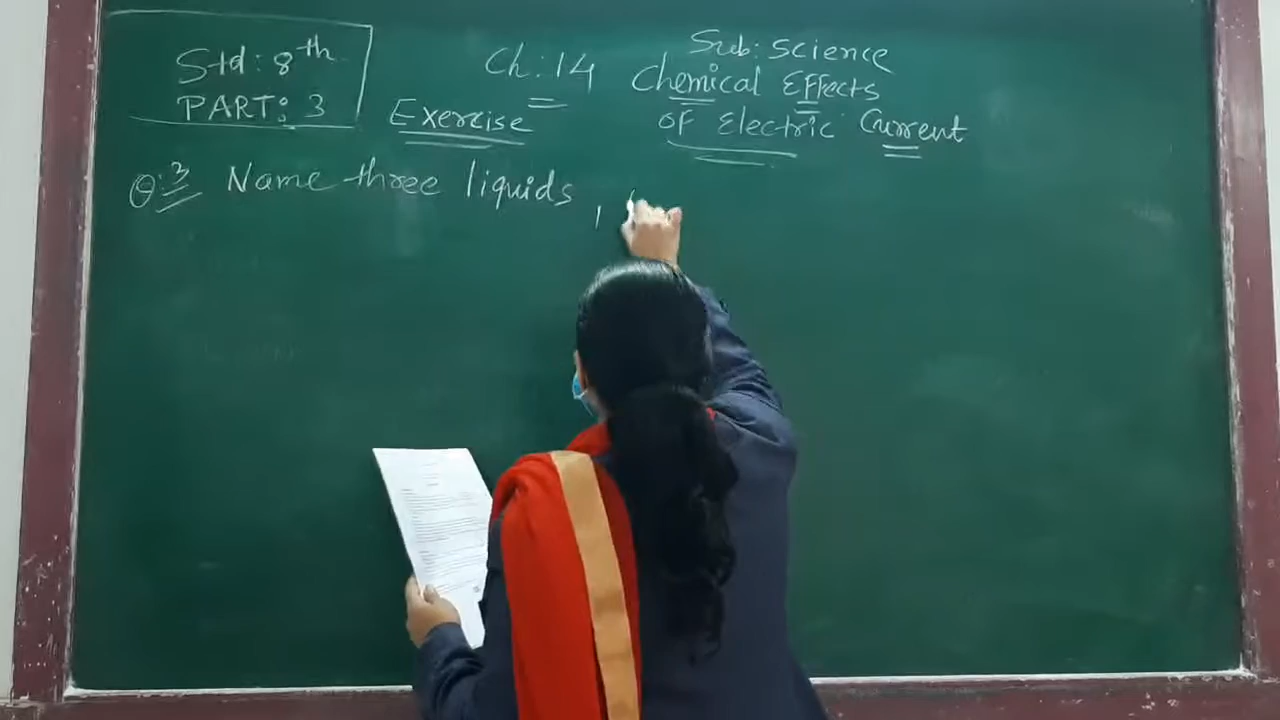 Std: 8th
PART: 3
Ch: 14
Sub: Science
Chemical Effects
of Electric Current
Exercise
Q: 3 Name three liquids,